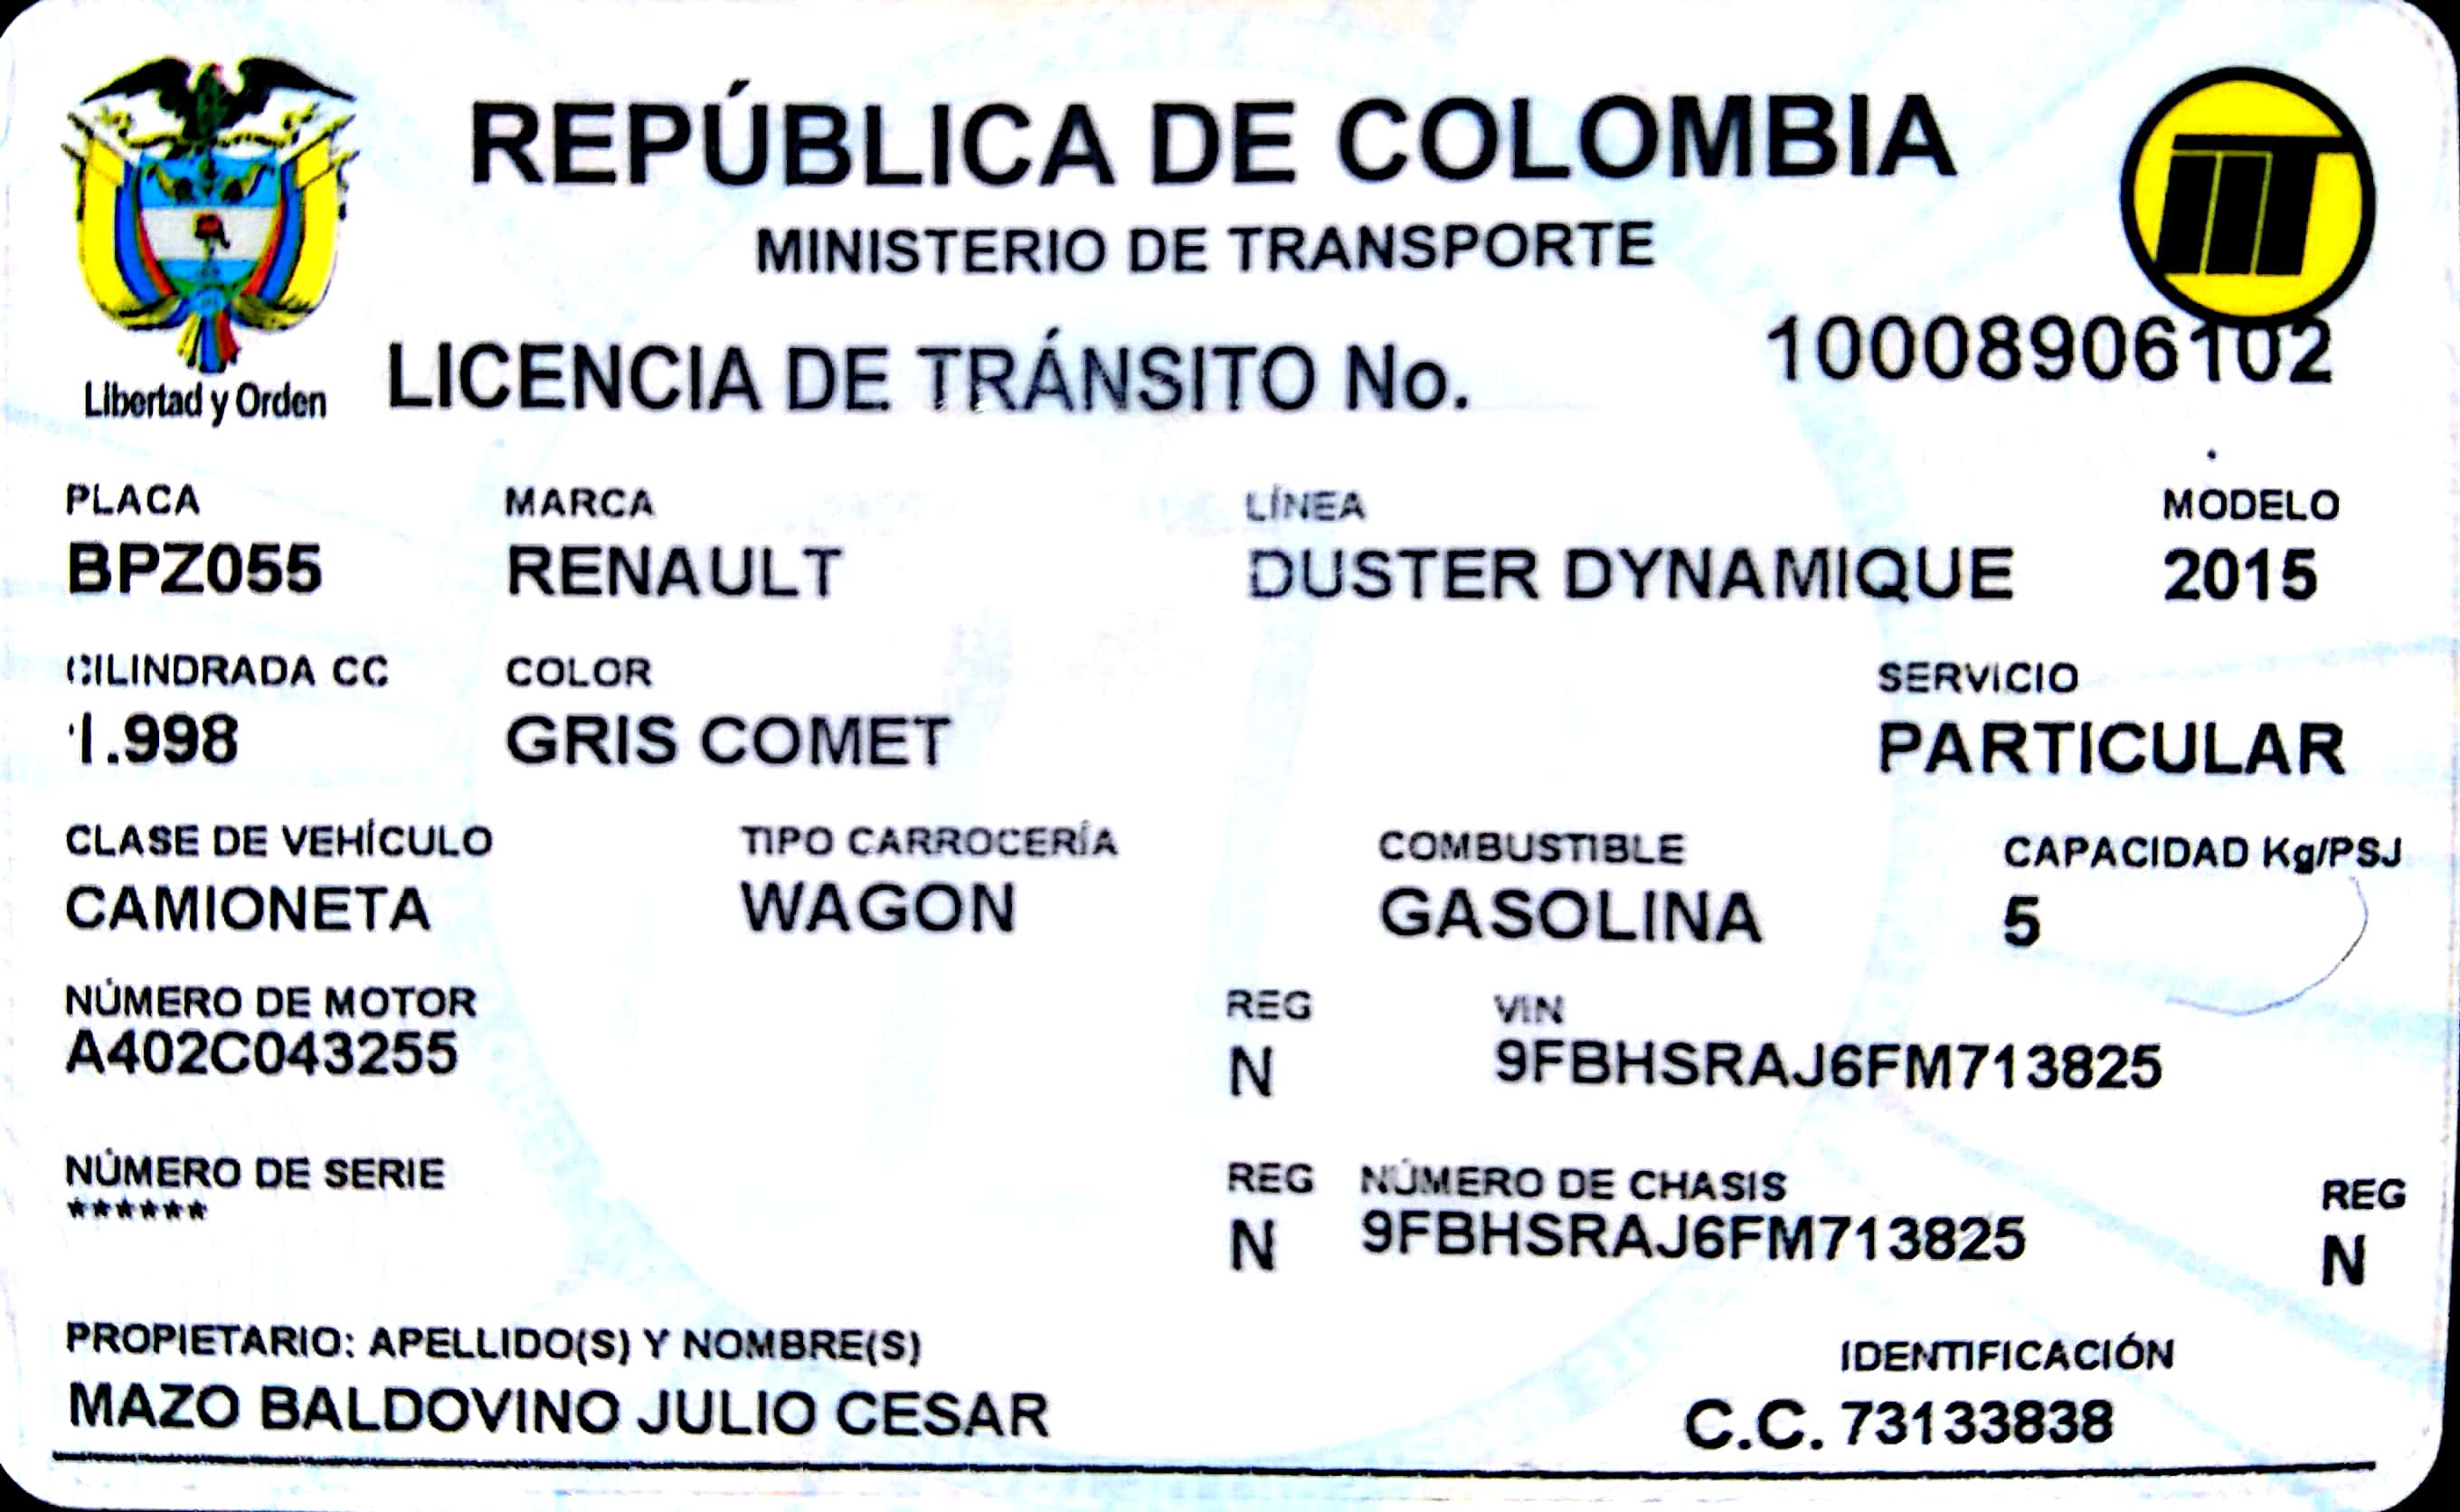 REPÚBLICA DE COLOMBIA
MINISTERIO DE TRANSPORTE
Libertad y Orden
LICENCIA DE TRÁNSITO No. 10008906102
PLACA MARCA LÍNEA MODELO
BPZ055 RENAULT DUSTER DYNAMIQUE 2015
CILINDRADA CC COLOR SERVICIO
1.998 GRIS COMET PARTICULAR
CLASE DE VEHÍCULO TIPO CARROCERÍA COMBUSTIBLE CAPACIDAD Kg/PSJ
CAMIONETA WAGON GASOLINA 5
NÚMERO DE MOTOR REG VIN
A402C043255 N 9FBHSRAJ6FM713825
NÚMERO DE SERIE REG NÚMERO DE CHASIS REG
****** N 9FBHSRAJ6FM713825 N
PROPIETARIO: APELLIDO(S) Y NOMBRE(S) IDENTIFICACIÓN
MAZO BALDOVINO JULIO CESAR C.C. 73133838